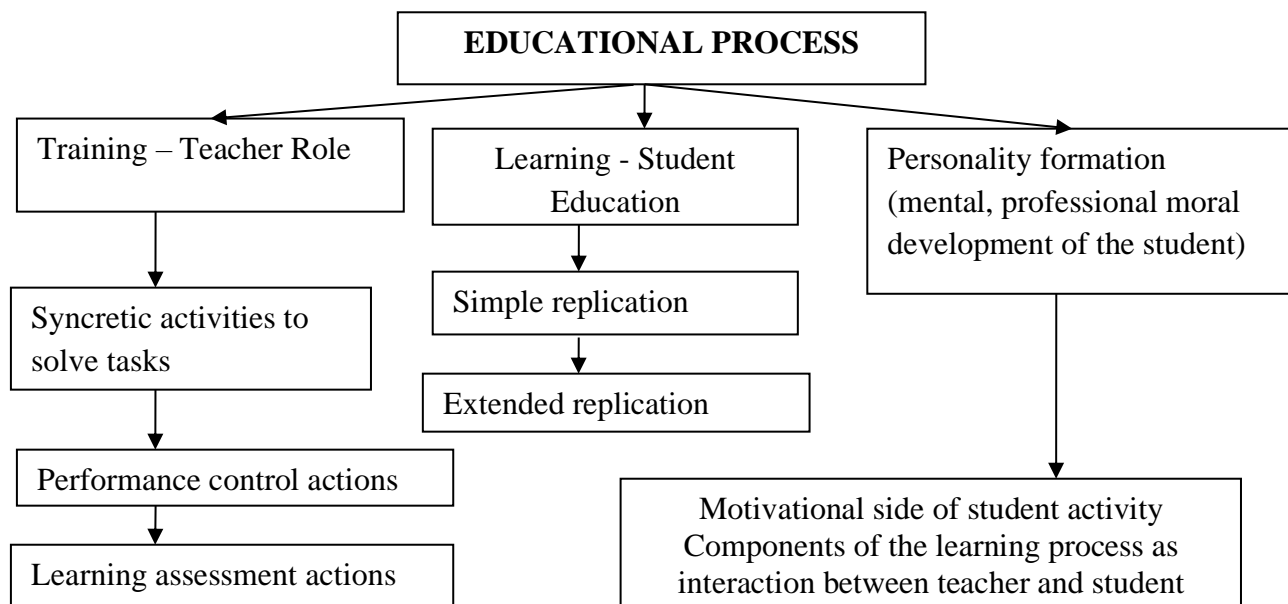 EDUCATIONAL PROCESS
Training – Teacher Role
Learning - Student
Education
Personality formation
(mental, professional moral
development of the student)
Syncretic activities to
solve tasks
Simple replication
Extended replication
Performance control actions
Learning assessment actions
Motivational side of student activity
Components of the learning process as
interaction between teacher and student